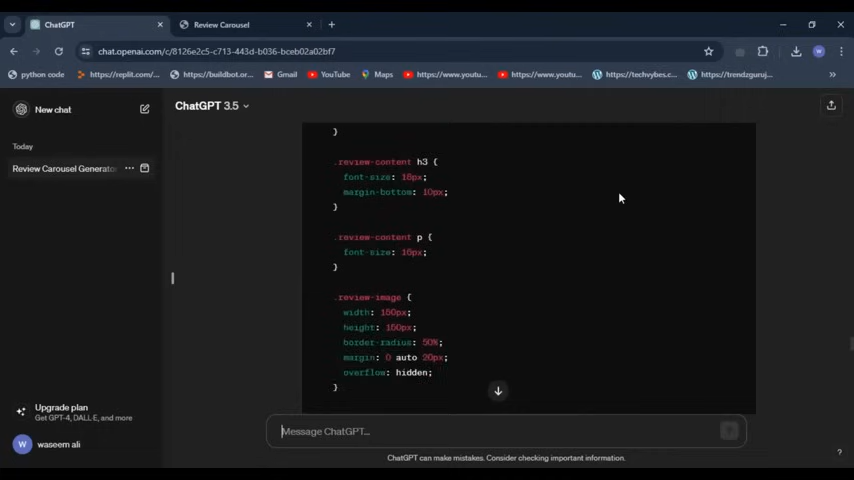 ChatGPT
Review Carousel
chat.openai.com/c/8126e2c5-c713-443d-b036-bceb02a02bf7
python code
https://replit.com/...
https://buildbot.or...
Gmail
YouTube
Maps
https://www.youtu...
https://www.youtu...
https://techvybes.c...
https://trendzguruj...
New chat
ChatGPT 3.5
Today
Review Carousel Generato
}
.review-content h3 {
font-size: 18px;
margin-bottom: 10px;
}
.review-content p {
font-size: 16px;
}
.review-image {
width: 150px;
height: 150px;
border-radius: 50%;
margin: 0 auto 20px;
overflow: hidden;
}
Upgrade plan
Get GPT-4, DALL·E, and more
W waseem ali
Message ChatGPT...
ChatGPT can make mistakes. Consider checking important information.
?